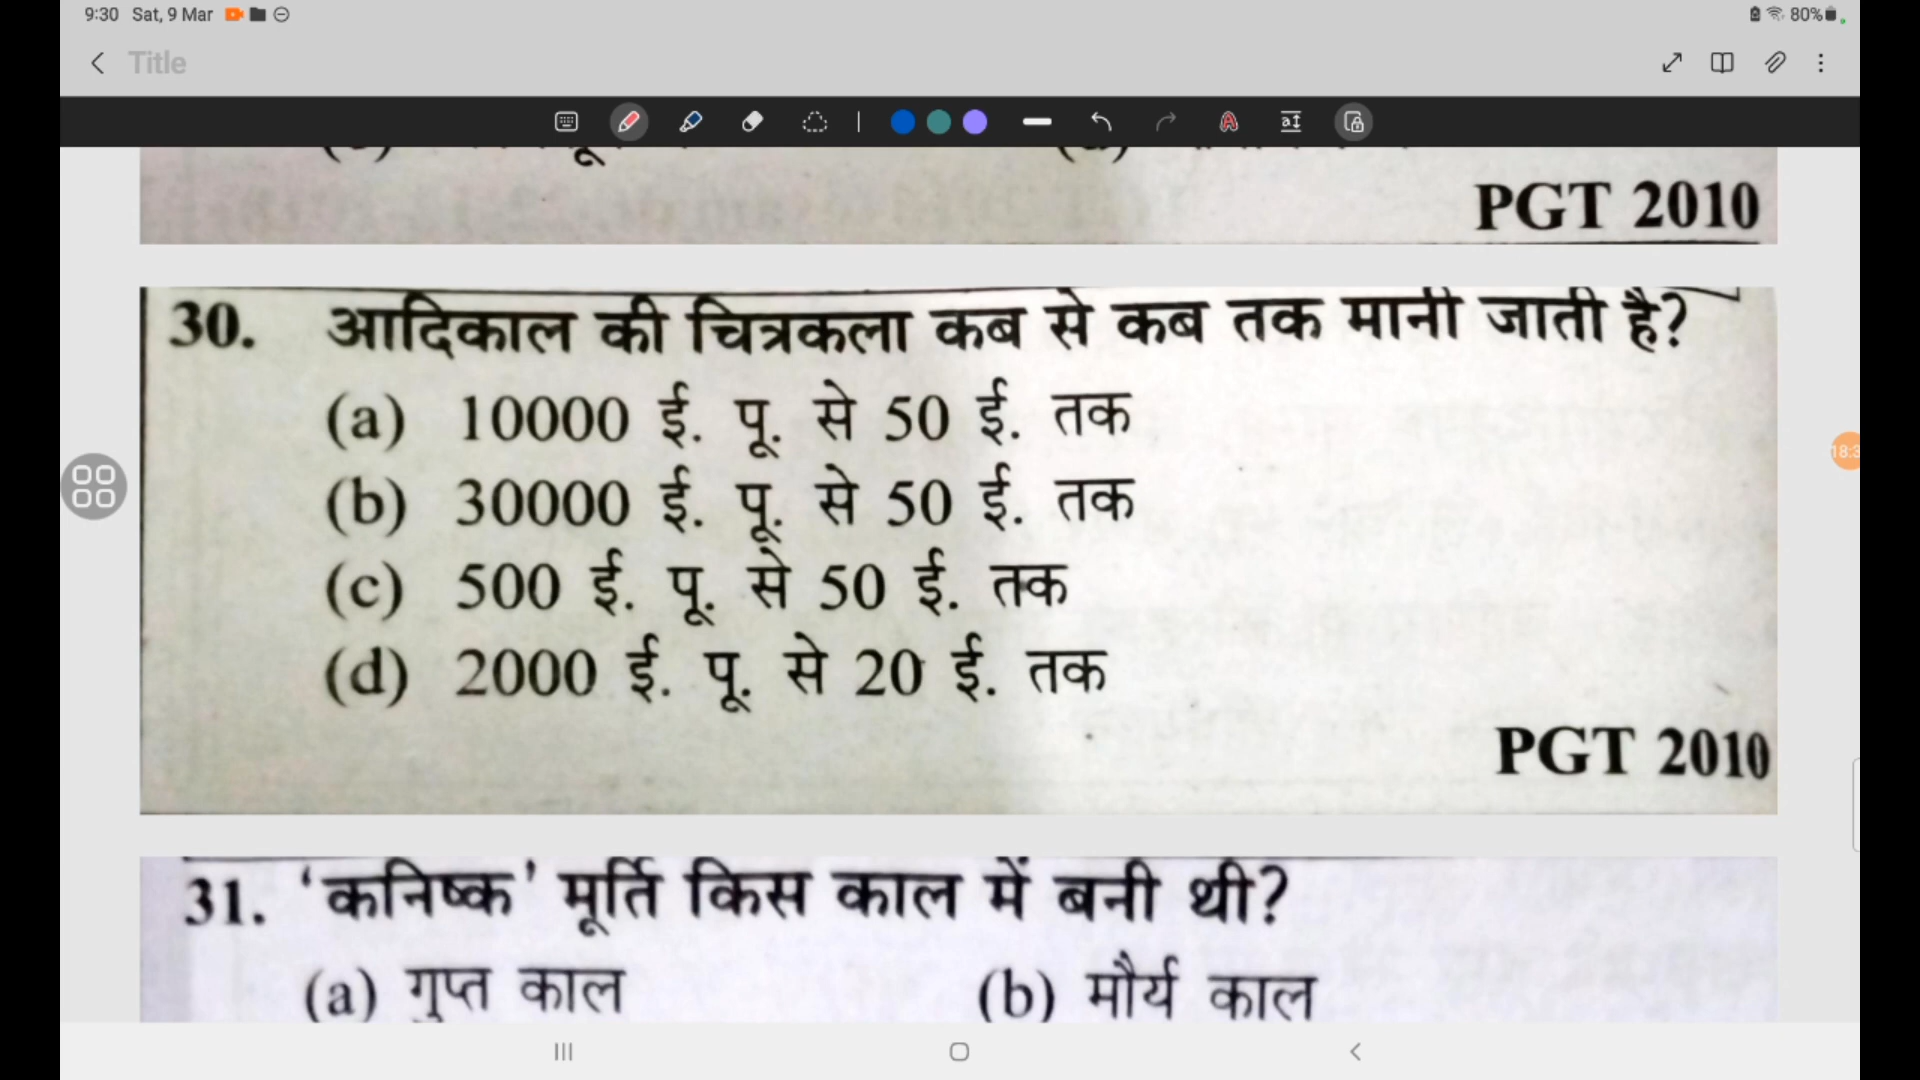 9:30 Sat, 9 Mar
80%
Title
PGT 2010
30. आदिकाल की चित्रकला कब से कब तक मानी जाती है?
(a) 10000 ई. पू. से 50 ई. तक
(b) 30000 ई. पू. से 50 ई. तक
(c) 500 ई. पू. से 50 ई. तक
(d) 2000 ई. पू. से 20 ई. तक
PGT 2010
31. 'कनिष्क' मूर्ति किस काल में बनी थी?
(a) गुप्त काल (b) मौर्य काल